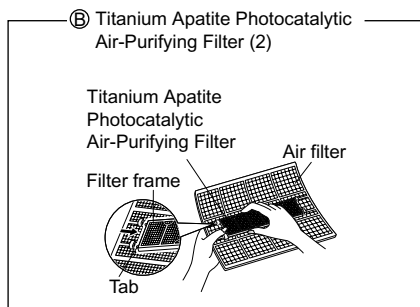 Ⓑ Titanium Apatite Photocatalytic
Air-Purifying Filter (2)
Titanium Apatite
Photocatalytic
Air-Purifying Filter
Air filter
Filter frame
Tab